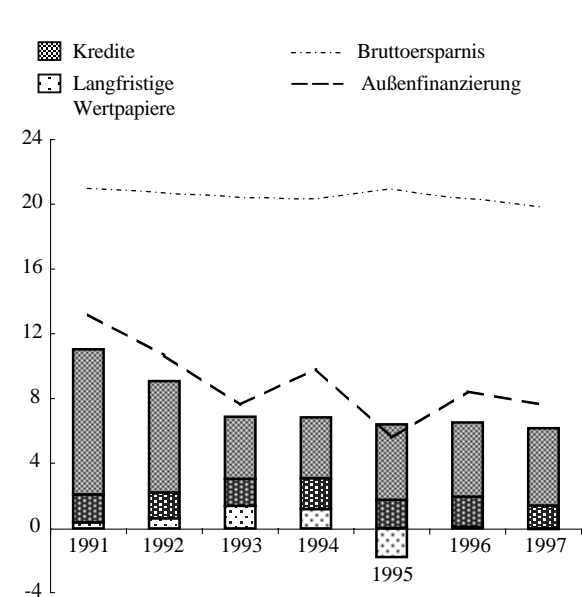 Kredite
Bruttoersparnis
Langfristige
Wertpapiere
Außenfinanzierung
24
20
16
12
8
4
0
-4
1991 1992 1993 1994 1996 1997
1995